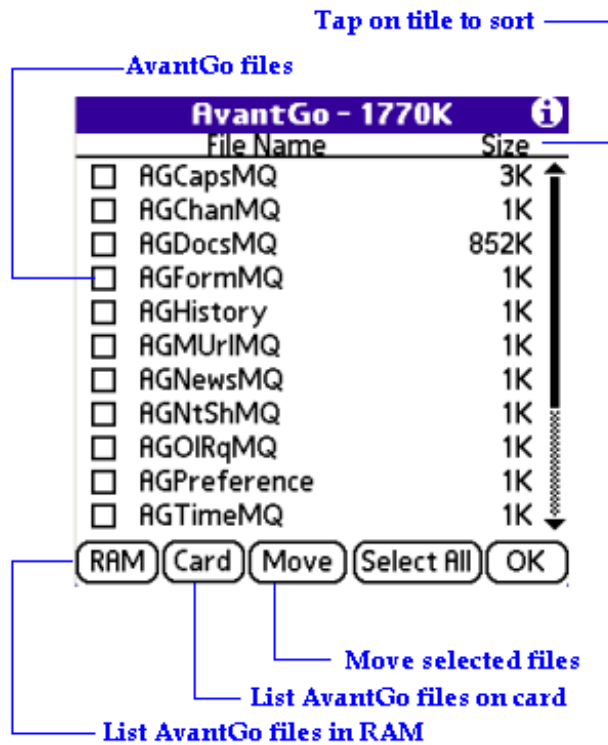 Tap on title to sort
AvantGo files
AvantGo - 1770K i
File Name Size
AGCapsMQ 3K
AGChanMQ 1K
AGDocsMQ 852K
AGFormMQ 1K
AGHistory 1K
AGMUrlMQ 1K
AGNewsMQ 1K
AGNtShMQ 1K
AGOlRqMQ 1K
AGPreference 1K
AGTimeMQ 1K
RAM Card Move Select All OK
Move selected files
List AvantGo files on card
List AvantGo files in RAM